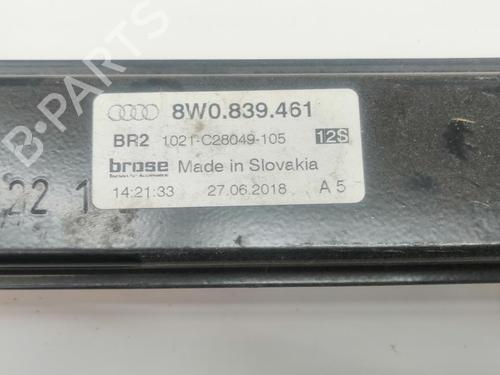 8W0.839.461
BR2 1021-C28049-105 12S
brose Made in Slovakia
14:21:33 27.06.2018 A 5
22 1
B-PARTS